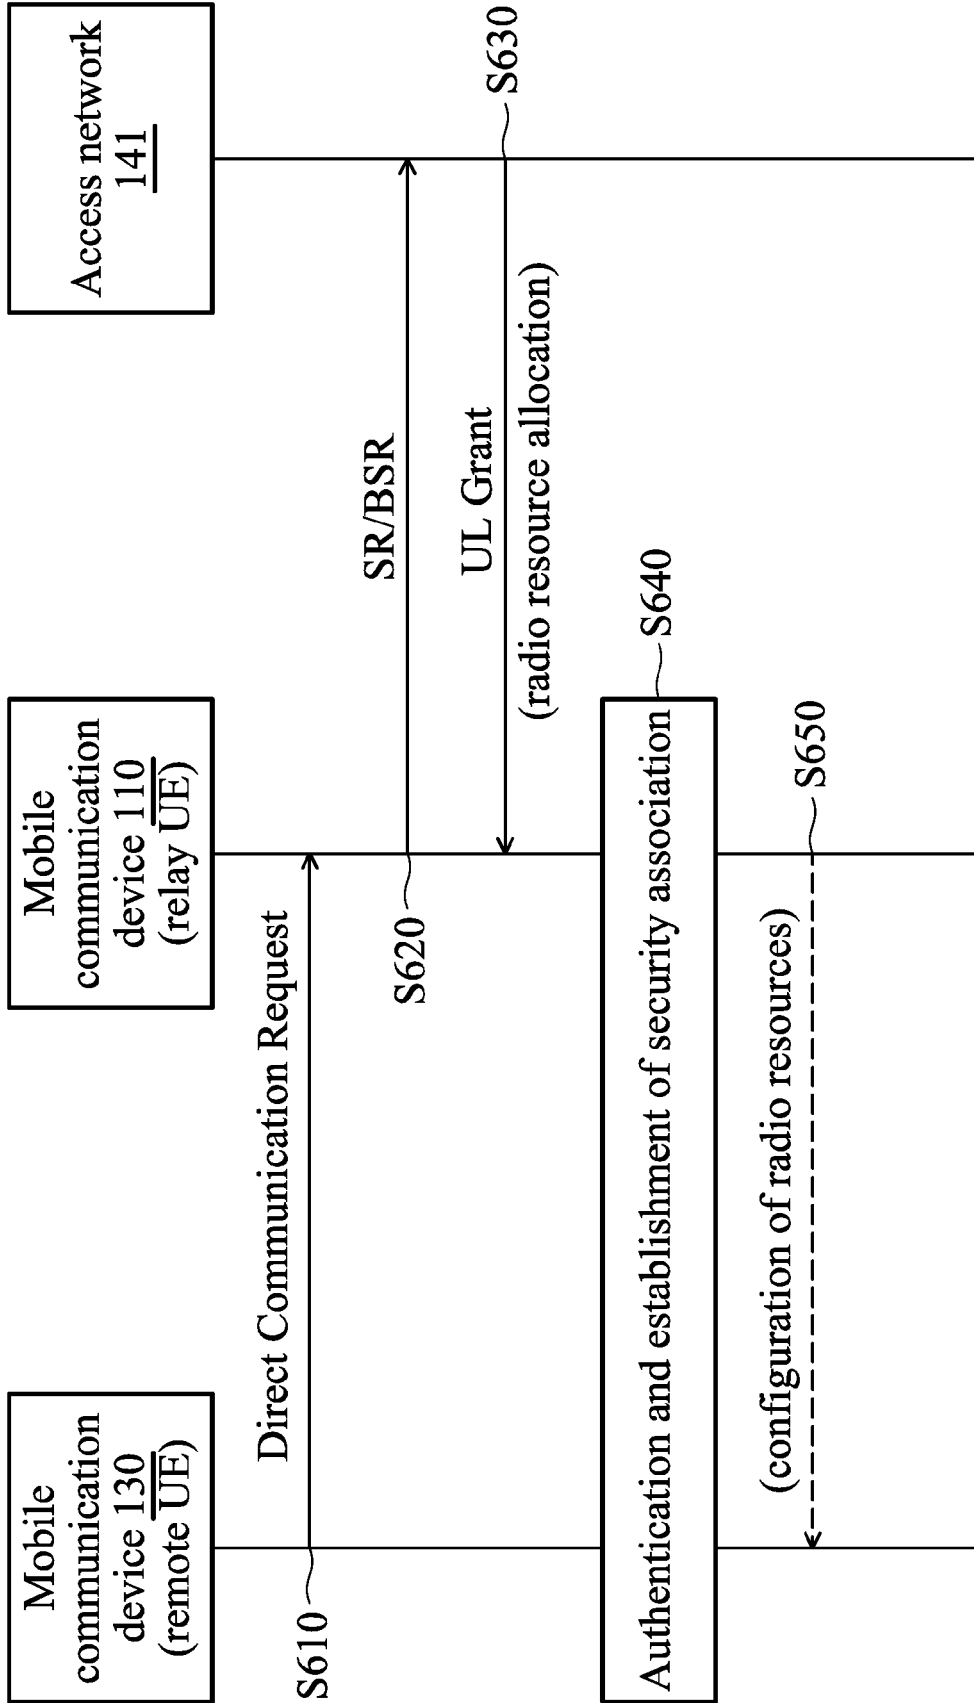 Mobile
communication
device 130
(remote UE)
Mobile
communication
device 110
(relay UE)
Access network
141
Direct Communication Request
S610
SR/BSR
S620
UL Grant
(radio resource allocation)
S630
Authentication and establishment of security association
S640
(configuration of radio resources)
S650